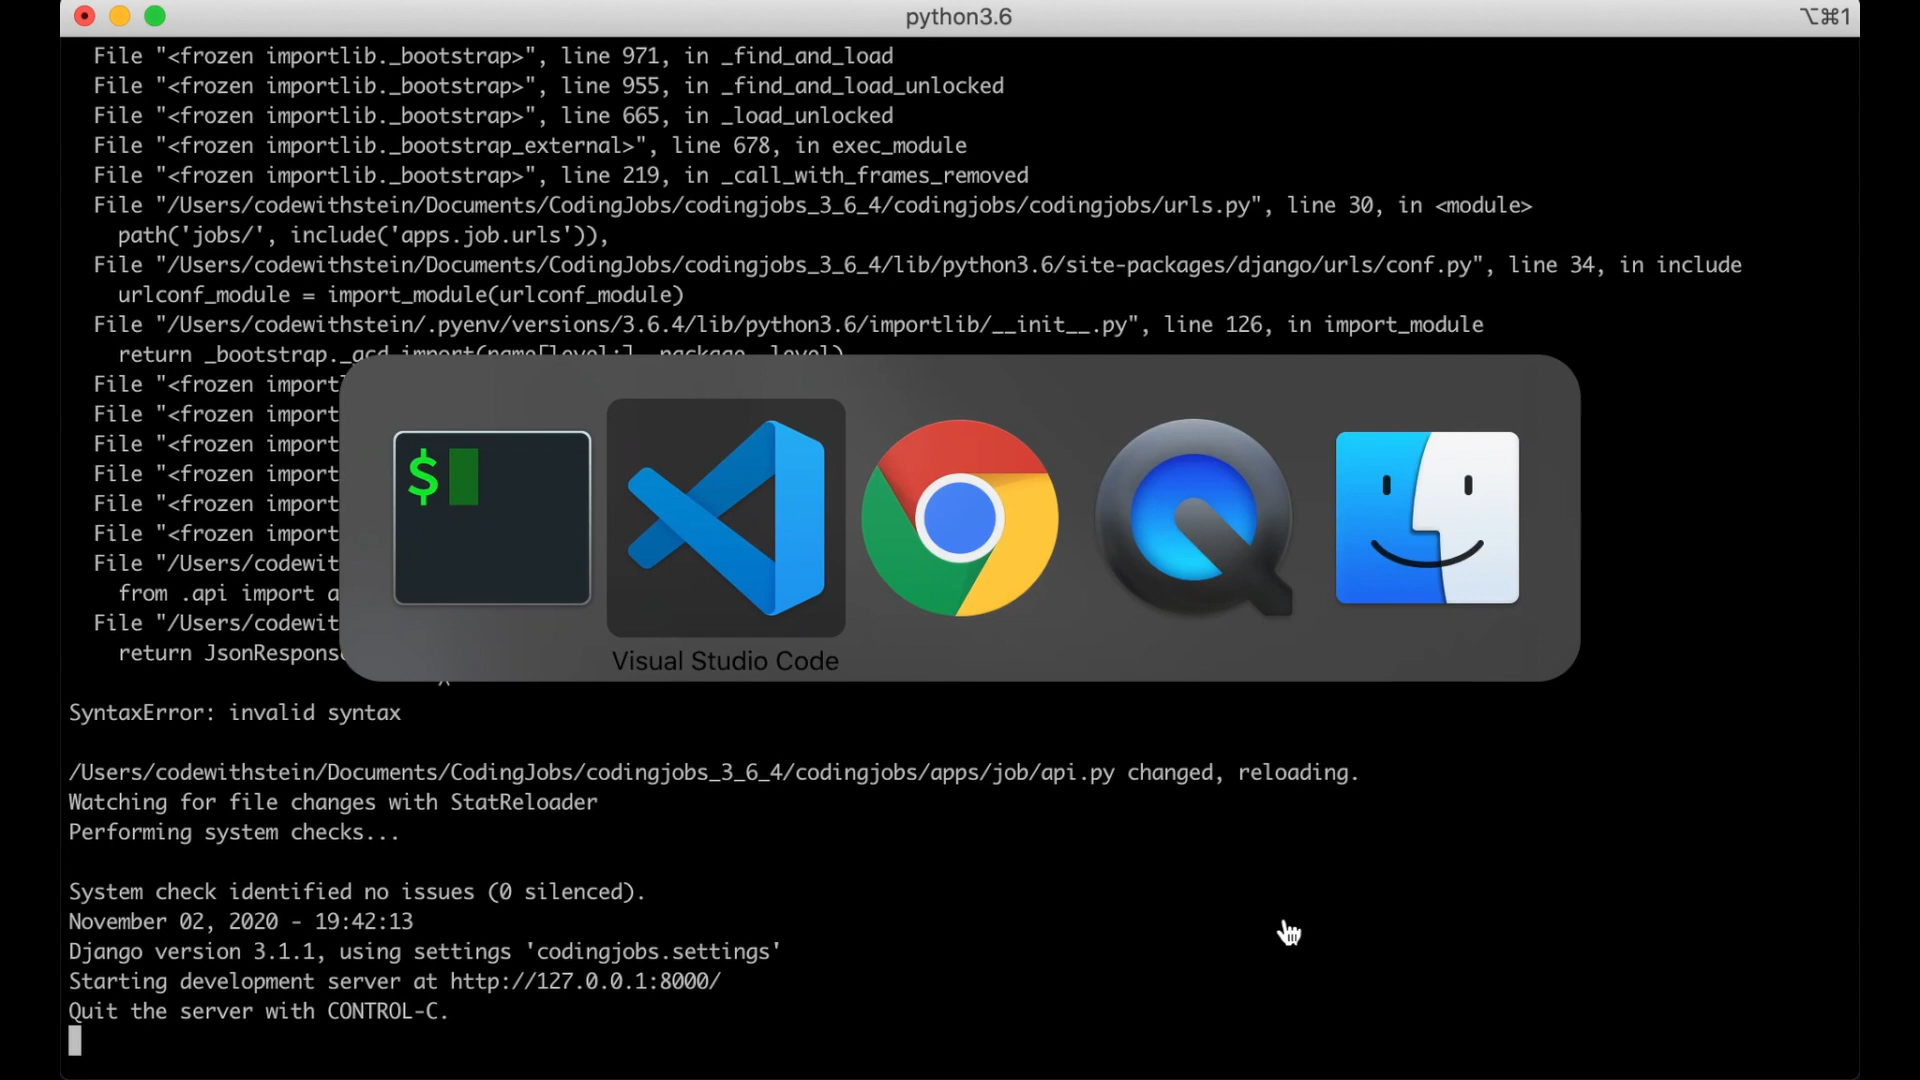 python3.6
⌥⌘1
File "<frozen importlib._bootstrap>", line 971, in _find_and_load
File "<frozen importlib._bootstrap>", line 955, in _find_and_load_unlocked
File "<frozen importlib._bootstrap>", line 665, in _load_unlocked
File "<frozen importlib._bootstrap_external>", line 678, in exec_module
File "<frozen importlib._bootstrap>", line 219, in _call_with_frames_removed
File "/Users/codewithstein/Documents/CodingJobs/codingjobs_3_6_4/codingjobs/codingjobs/urls.py", line 30, in <module>
path('jobs/', include('apps.job.urls')),
File "/Users/codewithstein/Documents/CodingJobs/codingjobs_3_6_4/lib/python3.6/site-packages/django/urls/conf.py", line 34, in include
urlconf_module = import_module(urlconf_module)
File "/Users/codewithstein/.pyenv/versions/3.6.4/lib/python3.6/importlib/__init__.py", line 126, in import_module
return _bootstrap._gcd_import(name[level:], package, level)
File "<frozen import
File "<frozen import
File "<frozen import
File "<frozen import
File "<frozen import
File "<frozen import
File "/Users/codewit
from .api import a
File "/Users/codewit
return JsonRespons
^
$
Visual Studio Code
SyntaxError: invalid syntax
/Users/codewithstein/Documents/CodingJobs/codingjobs_3_6_4/codingjobs/apps/job/api.py changed, reloading.
Watching for file changes with StatReloader
Performing system checks...
System check identified no issues (0 silenced).
November 02, 2020 - 19:42:13
Django version 3.1.1, using settings 'codingjobs.settings'
Starting development server at http://127.0.0.1:8000/
Quit the server with CONTROL-C.